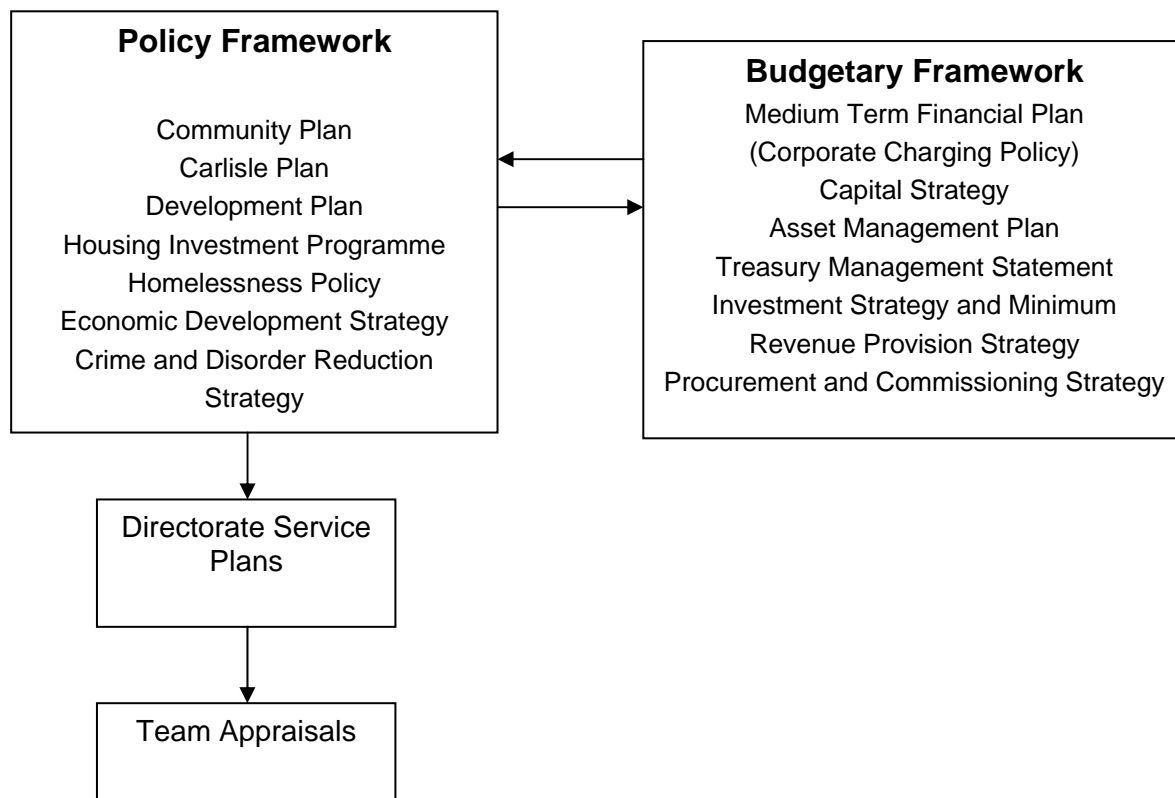 Policy Framework
Community Plan
Carlisle Plan
Development Plan
Housing Investment Programme
Homelessness Policy
Economic Development Strategy
Crime and Disorder Reduction
Strategy
Budgetary Framework
Medium Term Financial Plan
(Corporate Charging Policy)
Capital Strategy
Asset Management Plan
Treasury Management Statement
Investment Strategy and Minimum
Revenue Provision Strategy
Procurement and Commissioning Strategy
Directorate Service
Plans
Team Appraisals